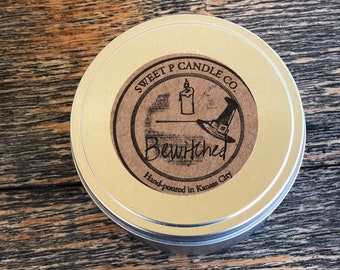 SWEET P CANDLE CO.
Bewitched
Hand-poured in Kansas City